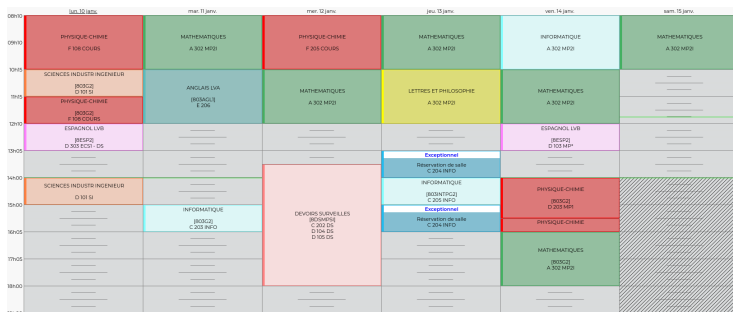 lun. 10 janv.
mar. 11 janv.
mer. 12 janv.
jeu. 13 janv.
ven. 14 janv.
sam. 15 janv.
08h10
09h10
10h15
11h15
12h10
13h05
14h00
15h00
16h05
17h05
18h00
PHYSIQUE-CHIMIE
F 108 COURS
SCIENCES INDUSTR INGENIEUR
[803G2]
D 101 SI
PHYSIQUE-CHIMIE
[803G2]
F 108 COURS
ESPAGNOL LVB
[8ESP2]
D 303 ECS1 - DS
SCIENCES INDUSTR INGENIEUR
D 101 SI
MATHEMATIQUES
A 302 MP2I
ANGLAIS LVA
[803AGL1]
E 206
INFORMATIQUE
[803G2]
C 203 INFO
PHYSIQUE-CHIMIE
F 205 COURS
MATHEMATIQUES
A 302 MP2I
DEVOIRS SURVEILLES
[8DSMPSI]
C 202 DS
D 104 DS
D 105 DS
MATHEMATIQUES
A 302 MP2I
LETTRES ET PHILOSOPHIE
A 302 MP2I
Exceptionnel
Réservation de salle
C 204 INFO
INFORMATIQUE
[803INTPG2]
C 205 INFO
Exceptionnel
Réservation de salle
C 204 INFO
INFORMATIQUE
A 302 MP2I
MATHEMATIQUES
A 302 MP2I
ESPAGNOL LVB
[8ESP2]
D 103 MP*
PHYSIQUE-CHIMIE
[803G2]
D 203 MP1
PHYSIQUE-CHIMIE
MATHEMATIQUES
[803G2]
A 302 MP2I
MATHEMATIQUES
A 302 MP2I